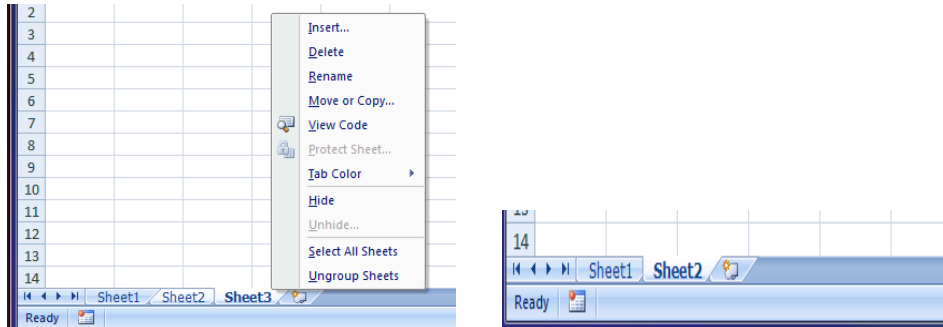 2
3
4
5
6
7
8
9
10
11
12
13
14
Insert...
Delete
Rename
Move or Copy...
View Code
Protect Sheet...
Tab Color
Hide
Unhide...
Select All Sheets
Ungroup Sheets
Sheet1 Sheet2 Sheet3
Ready
14
Sheet1 Sheet2
Ready